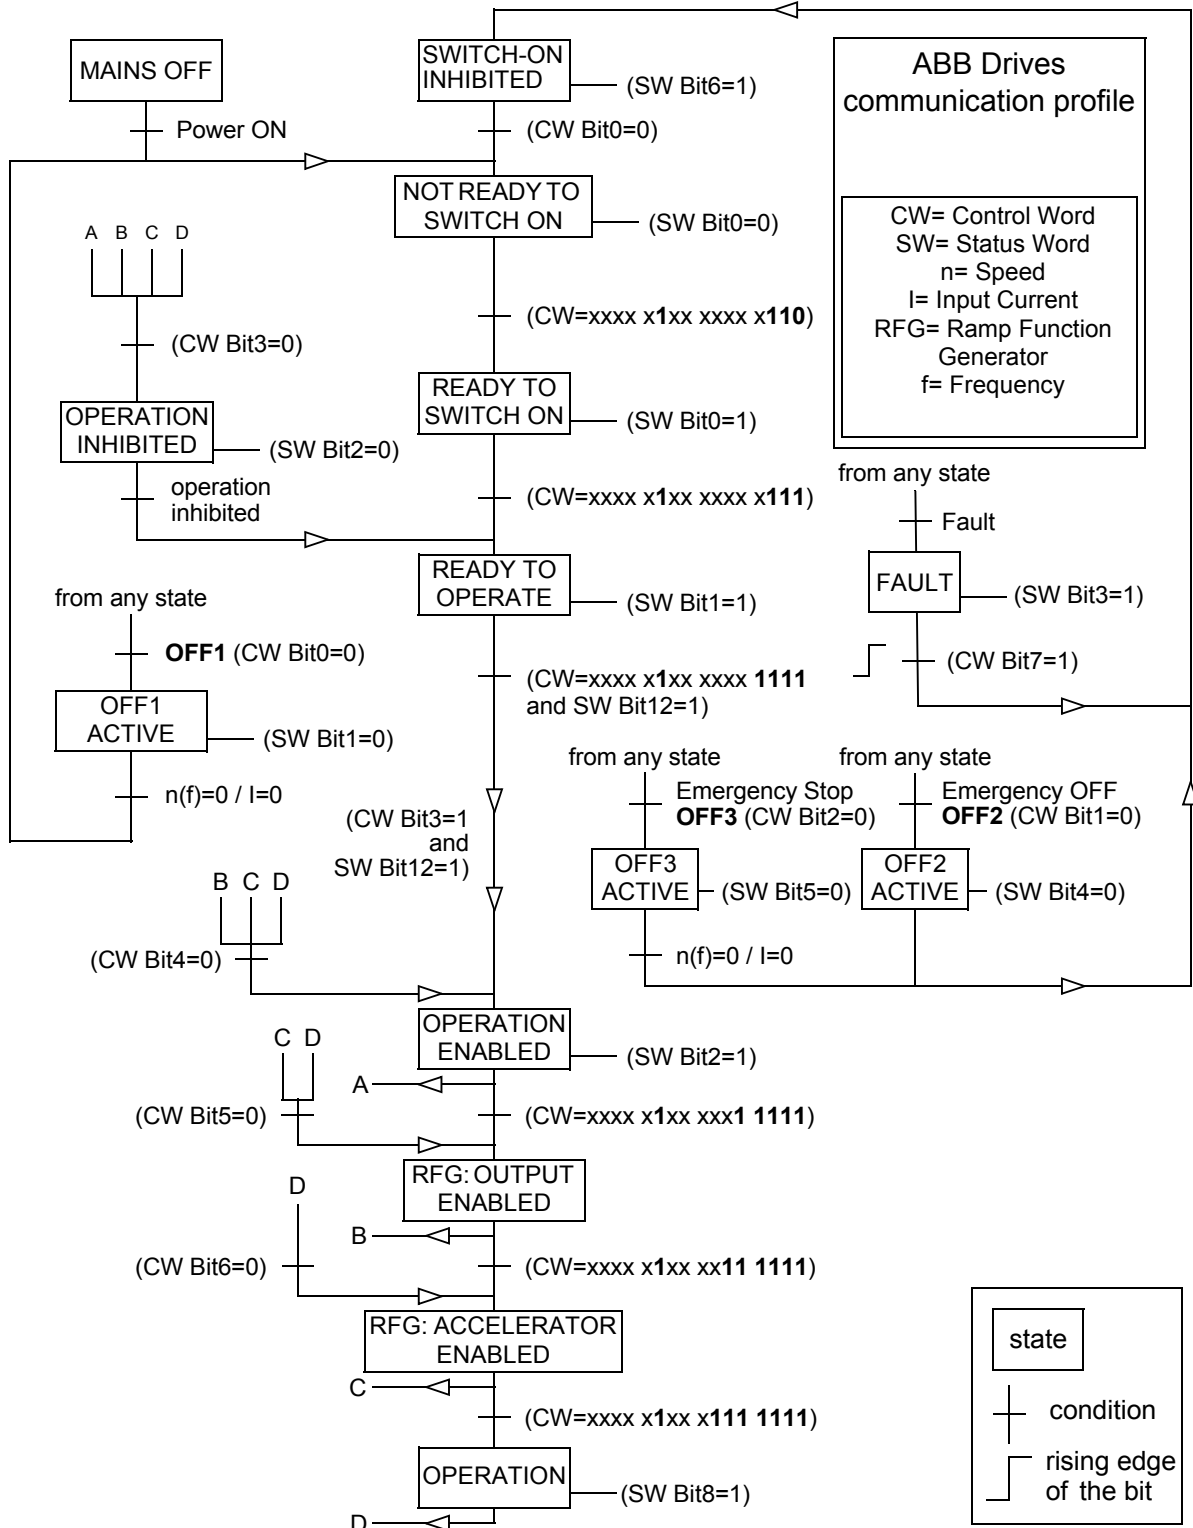 MAINS OFF
Power ON
SWITCH-ON
INHIBITED
(SW Bit6=1)
(CW Bit0=0)
ABB Drives
communication profile
CW= Control Word
SW= Status Word
n= Speed
I= Input Current
RFG= Ramp Function
Generator
f= Frequency
NOT READY TO
SWITCH ON
(SW Bit0=0)
A B C D
(CW Bit3=0)
(CW=xxxx x1xx xxxx x110)
OPERATION
INHIBITED
(SW Bit2=0)
operation
inhibited
READY TO
SWITCH ON
(SW Bit0=1)
(CW=xxxx x1xx xxxx x111)
from any state
Fault
FAULT
(SW Bit3=1)
(CW Bit7=1)
READY TO
OPERATE
(SW Bit1=1)
(CW=xxxx x1xx xxxx 1111
and SW Bit12=1)
from any state
OFF1 (CW Bit0=0)
OFF1
ACTIVE
(SW Bit1=0)
n(f)=0 / I=0
(CW Bit3=1
and
SW Bit12=1)
from any state
Emergency Stop
OFF3 (CW Bit2=0)
OFF3
ACTIVE
(SW Bit5=0)
n(f)=0 / I=0
from any state
Emergency OFF
OFF2 (CW Bit1=0)
OFF2
ACTIVE
(SW Bit4=0)
B C D
(CW Bit4=0)
OPERATION
ENABLED
(SW Bit2=1)
C D
A
(CW Bit5=0)
(CW=xxxx x1xx xxx1 1111)
RFG: OUTPUT
ENABLED
D
B
(CW Bit6=0)
(CW=xxxx x1xx xx11 1111)
RFG: ACCELERATOR
ENABLED
C
(CW=xxxx x1xx x111 1111)
OPERATION
(SW Bit8=1)
D
state
condition
rising edge
of the bit